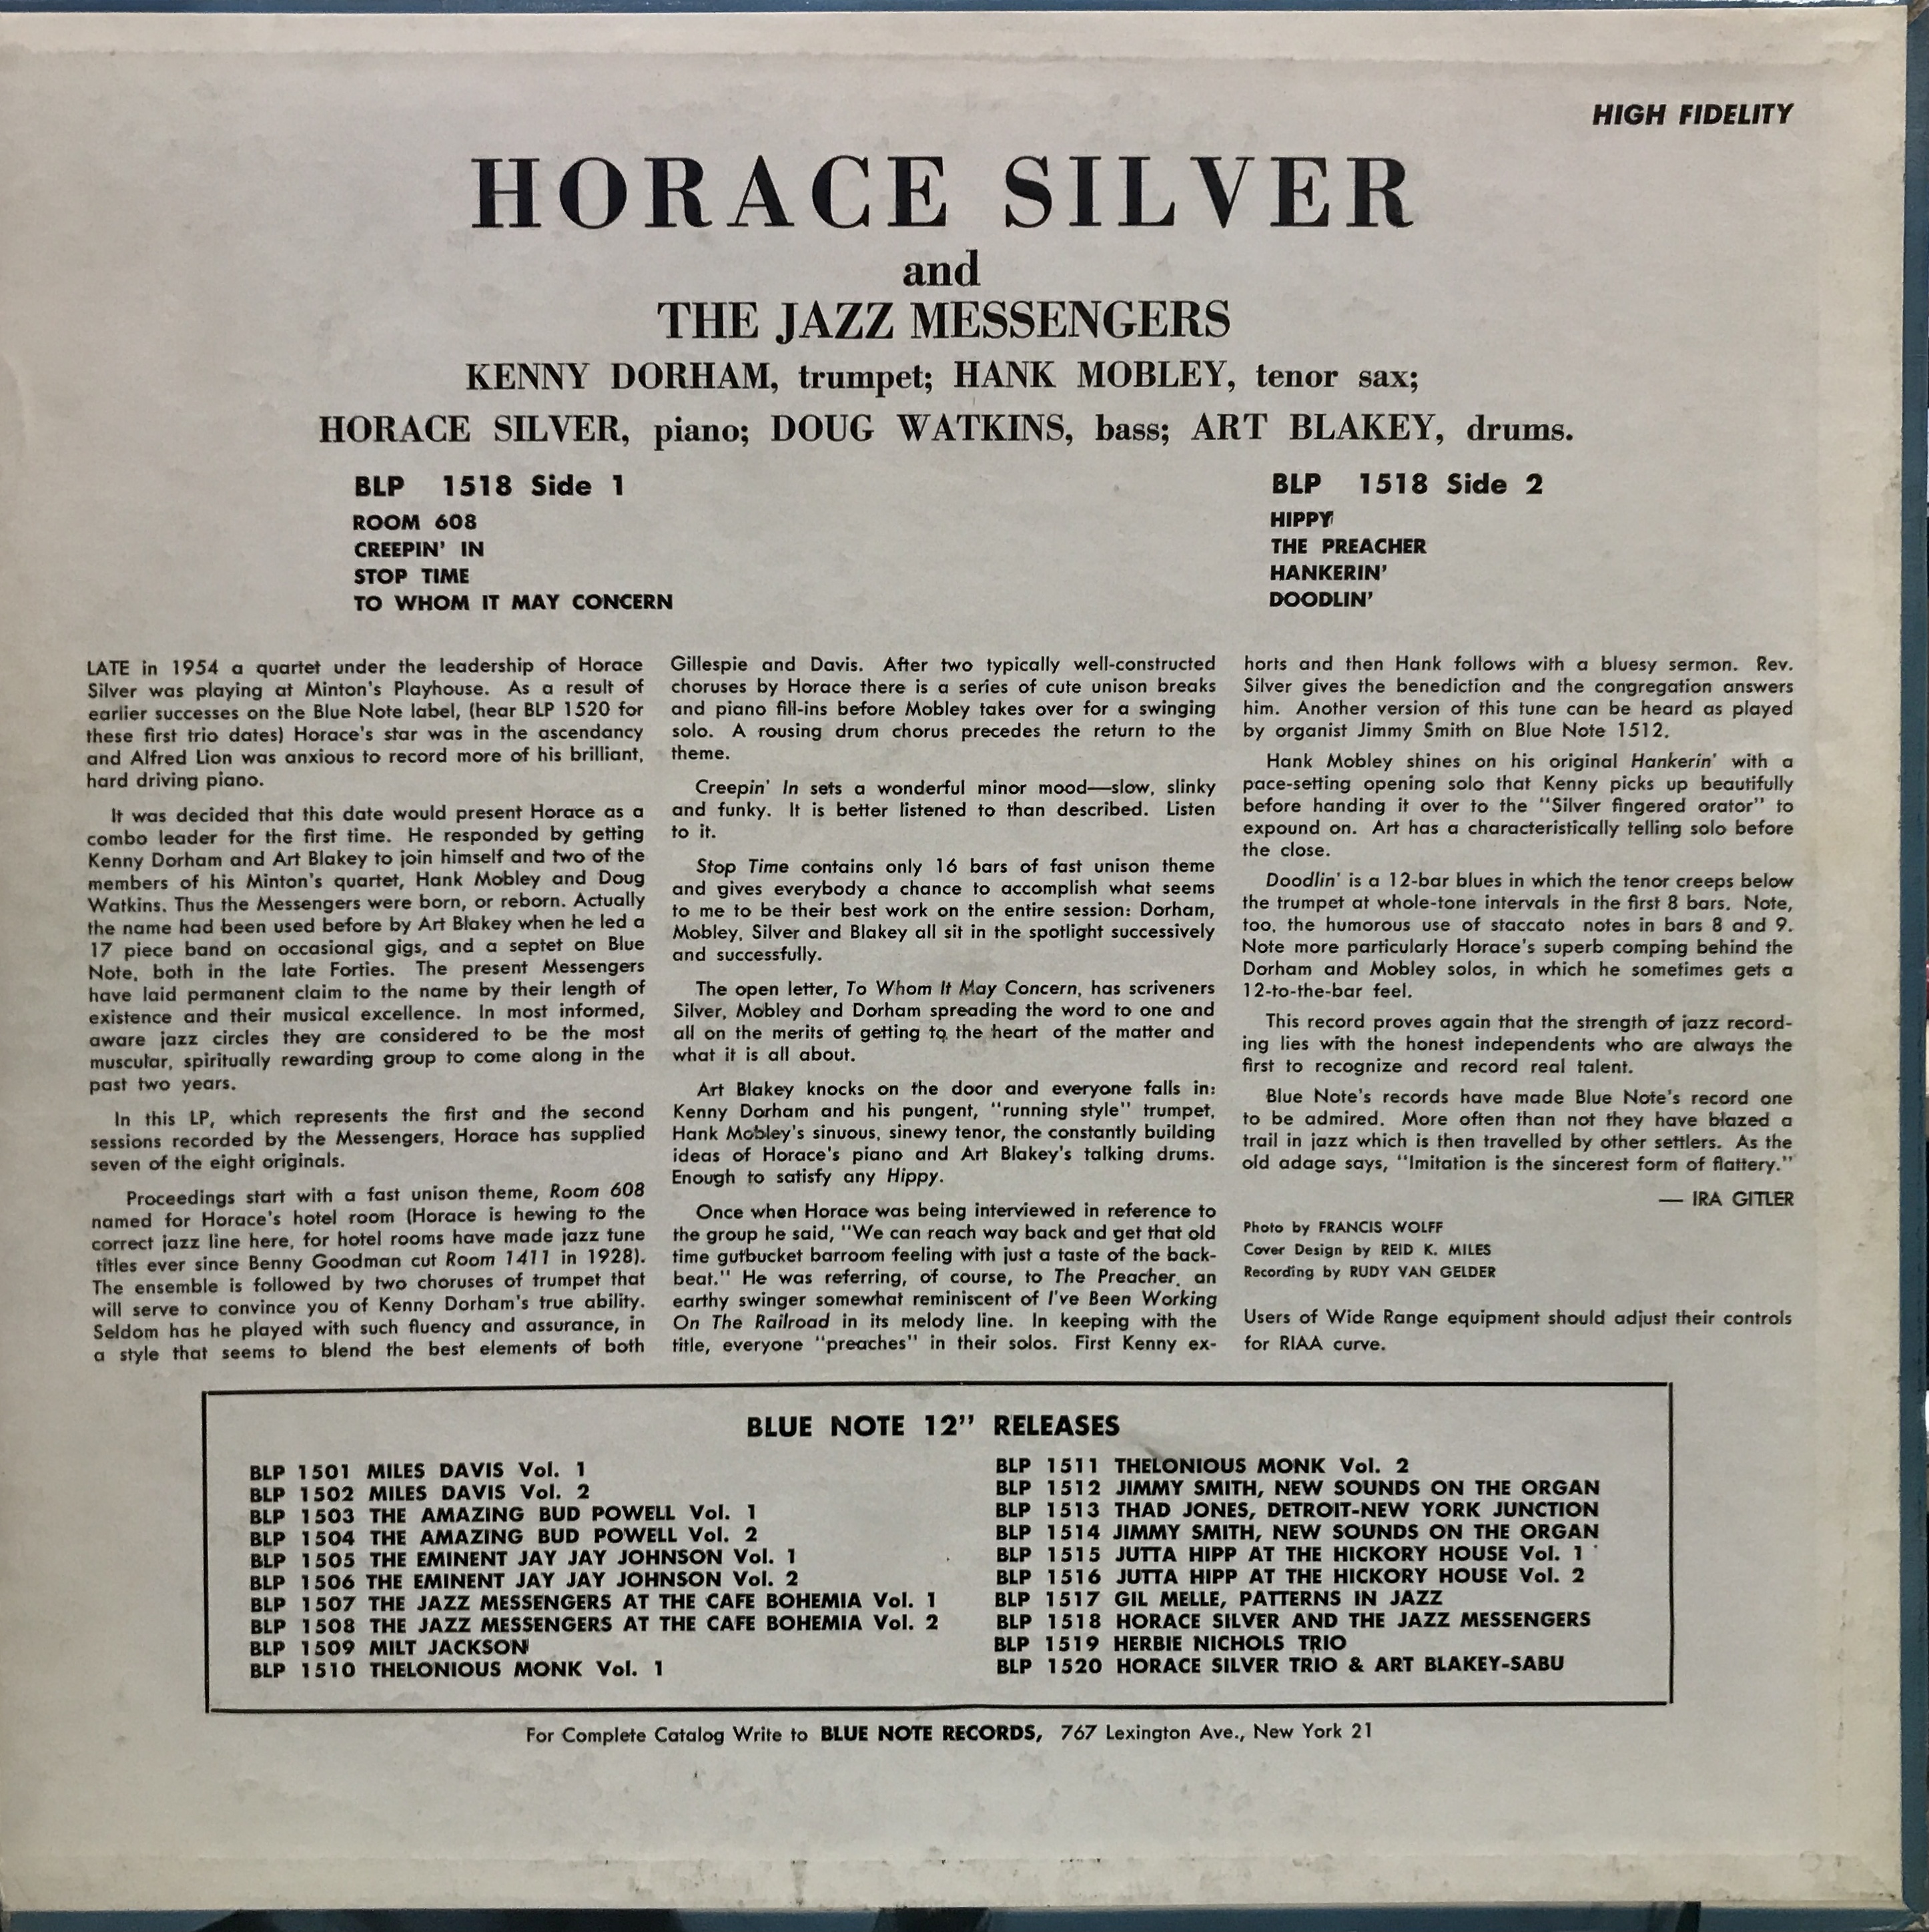 HIGH FIDELITY
HORACE SILVER
and
THE JAZZ MESSENGERS
KENNY DORHAM, trumpet; HANK MOBLEY, tenor sax;
HORACE SILVER, piano; DOUG WATKINS, bass; ART BLAKEY, drums.
BLP 1518 Side 1
ROOM 608
CREEPIN' IN
STOP TIME
TO WHOM IT MAY CONCERN
BLP 1518 Side 2
HIPPY
THE PREACHER
HANKERIN'
DOODLIN'
LATE in 1954 a quartet under the leadership of Horace
Silver was playing at Minton's Playhouse. As a result of
earlier successes on the Blue Note label, (hear BLP 1520 for
these first trio dates) Horace's star was in the ascendancy
and Alfred Lion was anxious to record more of his brilliant,
hard driving piano.
It was decided that this date would present Horace as a
combo leader for the first time. He responded by getting
Kenny Dorham and Art Blakey to join himself and two of the
members of his Minton's quartet, Hank Mobley and Doug
Watkins. Thus the Messengers were born, or reborn. Actually
the name had been used before by Art Blakey when he led a
17 piece band on occasional gigs, and a septet on Blue
Note, both in the late Forties. The present Messengers
have laid permanent claim to the name by their length of
existence and their musical excellence. In most informed,
aware jazz circles they are considered to be the most
muscular, spiritually rewarding group to come along in the
past two years.
In this LP, which represents the first and the second
sessions recorded by the Messengers, Horace has supplied
seven of the eight originals.
Proceedings start with a fast unison theme, Room 608
named for Horace's hotel room (Horace is hewing to the
correct jazz line here, for hotel rooms have made jazz tune
titles ever since Benny Goodman cut Room 1411 in 1928).
The ensemble is followed by two choruses of trumpet that
will serve to convince you of Kenny Dorham's true ability.
Seldom has he played with such fluency and assurance, in
a style that seems to blend the best elements of both
Gillespie and Davis. After two typically well-constructed
choruses by Horace there is a series of cute unison breaks
and piano fill-ins before Mobley takes over for a swinging
solo. A rousing drum chorus precedes the return to the
theme.
Creepin' In sets a wonderful minor mood—slow, slinky
and funky. It is better listened to than described. Listen
to it.
Stop Time contains only 16 bars of fast unison theme
and gives everybody a chance to accomplish what seems
to me to be their best work on the entire session: Dorham,
Mobley, Silver and Blakey all sit in the spotlight successively
and successfully.
The open letter, To Whom It May Concern, has scriveners
Silver, Mobley and Dorham spreading the word to one and
all on the merits of getting to the heart of the matter and
what it is all about.
Art Blakey knocks on the door and everyone falls in:
Kenny Dorham and his pungent, "running style" trumpet,
Hank Mobley's sinuous, sinewy tenor, the constantly building
ideas of Horace's piano and Art Blakey's talking drums.
Enough to satisfy any Hippy.
Once when Horace was being interviewed in reference to
the group he said, "We can reach way back and get that old
time gutbucket barroom feeling with just a taste of the back-
beat." He was referring, of course, to The Preacher, an
earthy swinger somewhat reminiscent of I've Been Working
On The Railroad in its melody line. In keeping with the
title, everyone "preaches" in their solos. First Kenny ex-
horts and then Hank follows with a bluesy sermon. Rev.
Silver gives the benediction and the congregation answers
him. Another version of this tune can be heard as played
by organist Jimmy Smith on Blue Note 1512.
Hank Mobley shines on his original Hankerin' with a
pace-setting opening solo that Kenny picks up beautifully
before handing it over to the "Silver fingered orator" to
expound on. Art has a characteristically telling solo before
the close.
Doodlin' is a 12-bar blues in which the tenor creeps below
the trumpet at whole-tone intervals in the first 8 bars. Note,
too, the humorous use of staccato notes in bars 8 and 9.
Note more particularly Horace's superb comping behind the
Dorham and Mobley solos, in which he sometimes gets a
12-to-the-bar feel.
This record proves again that the strength of jazz record-
ing lies with the honest independents who are always the
first to recognize and record real talent.
Blue Note's records have made Blue Note's record one
to be admired. More often than not they have blazed a
trail in jazz which is then travelled by other settlers. As the
old adage says, "Imitation is the sincerest form of flattery."
— IRA GITLER
Photo by FRANCIS WOLFF
Cover Design by REID K. MILES
Recording by RUDY VAN GELDER
Users of Wide Range equipment should adjust their controls
for RIAA curve.
BLUE NOTE 12" RELEASES
BLP 1501 MILES DAVIS Vol. 1
BLP 1502 MILES DAVIS Vol. 2
BLP 1503 THE AMAZING BUD POWELL Vol. 1
BLP 1504 THE AMAZING BUD POWELL Vol. 2
BLP 1505 THE EMINENT JAY JAY JOHNSON Vol. 1
BLP 1506 THE EMINENT JAY JAY JOHNSON Vol. 2
BLP 1507 THE JAZZ MESSENGERS AT THE CAFE BOHEMIA Vol. 1
BLP 1508 THE JAZZ MESSENGERS AT THE CAFE BOHEMIA Vol. 2
BLP 1509 MILT JACKSON
BLP 1510 THELONIOUS MONK Vol. 1
BLP 1511 THELONIOUS MONK Vol. 2
BLP 1512 JIMMY SMITH, NEW SOUNDS ON THE ORGAN
BLP 1513 THAD JONES, DETROIT-NEW YORK JUNCTION
BLP 1514 JIMMY SMITH, NEW SOUNDS ON THE ORGAN
BLP 1515 JUTTA HIPP AT THE HICKORY HOUSE Vol. 1
BLP 1516 JUTTA HIPP AT THE HICKORY HOUSE Vol. 2
BLP 1517 GIL MELLE, PATTERNS IN JAZZ
BLP 1518 HORACE SILVER AND THE JAZZ MESSENGERS
BLP 1519 HERBIE NICHOLS TRIO
BLP 1520 HORACE SILVER TRIO & ART BLAKEY-SABU
For Complete Catalog Write to BLUE NOTE RECORDS, 767 Lexington Ave., New York 21